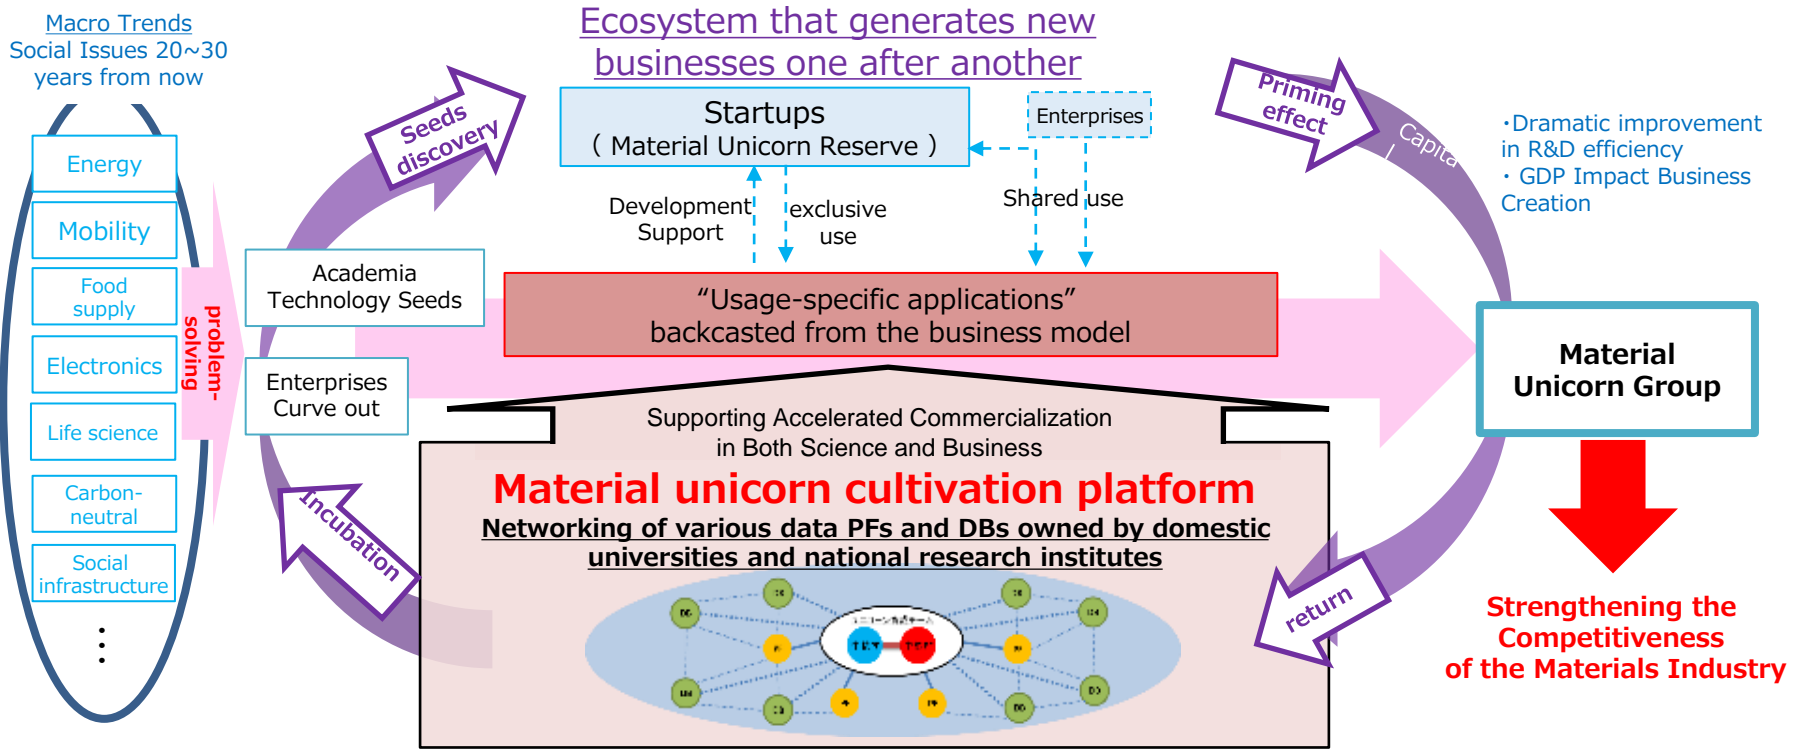 Macro Trends
Social Issues 20~30
years from now
Energy
Mobility
Food
supply
Electronics
Life science
Carbon-
neutral
Social
infrastructure
problem-
solving
Ecosystem that generates new
businesses one after another
Seeds
discovery
Startups
( Material Unicorn Reserve )
Enterprises
Priming
effect
Capita
l
・Dramatic improvement
in R&D efficiency
・ GDP Impact Business
Creation
Development
Support
exclusive
use
Shared use
Academia
Technology Seeds
Enterprises
Curve out
“Usage-specific applications”
backcasted from the business model
Material
Unicorn Group
Supporting Accelerated Commercialization
in Both Science and Business
Material unicorn cultivation platform
Networking of various data PFs and DBs owned by domestic
universities and national research institutes
Incubation
return
Strengthening the
Competitiveness
of the Materials Industry